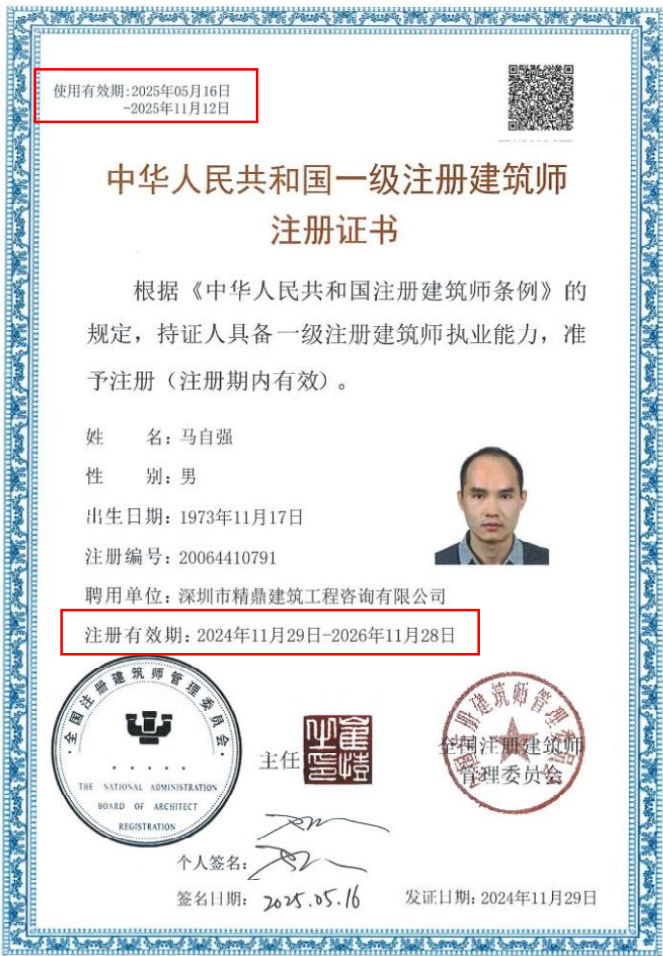 使用有效期:2025年05月16日
-2025年11月12日
中华人民共和国一级注册建筑师
注册证书
根据《中华人民共和国注册建筑师条例》的
规定，持证人具备一级注册建筑师执业能力，准
予注册（注册期内有效）。
姓 名：马自强
性 别：男
出生日期：1973年11月17日
注册编号：20064410791
聘用单位：深圳市精鼎建筑工程咨询有限公司
注册有效期：2024年11月29日-2026年11月28日
全国注册建筑师管理委员会
THE NATIONAL ADMINISTRATION
BOARD OF ARCHITECT
REGISTRATION
主任
全国注册建筑师
管理委员会
个人签名：
签名日期：2025.05.16
发证日期：2024年11月29日